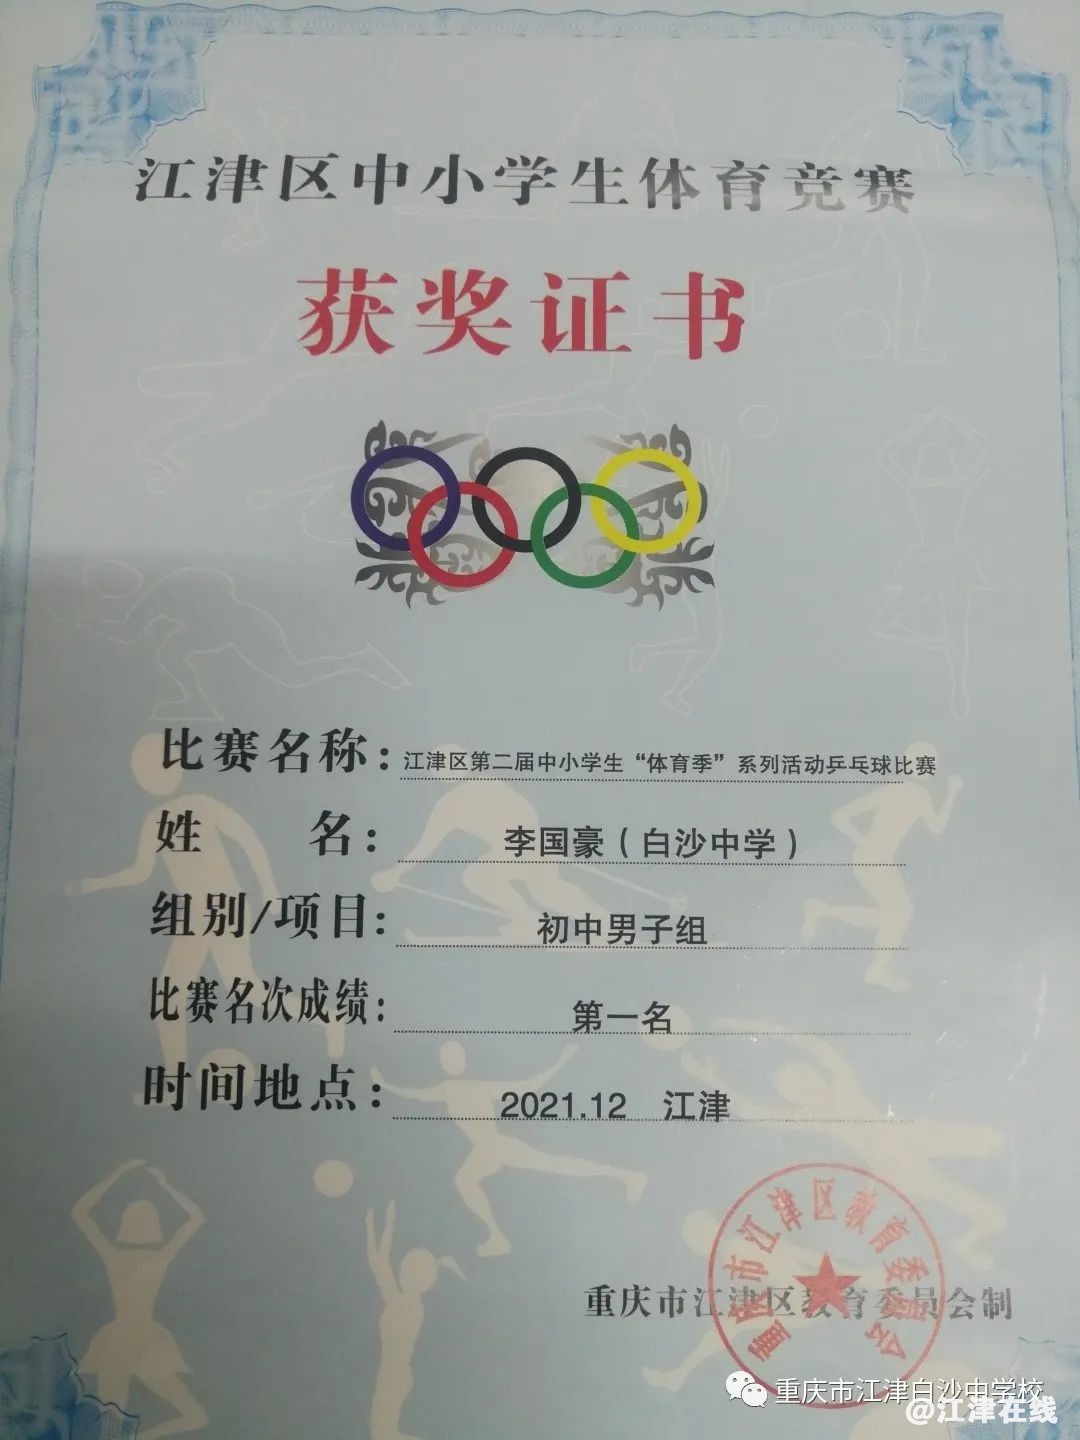 江津区中小学生体育竞赛
获奖证书
比赛名称：江津区第二届中小学生“体育季”系列活动乒乓球比赛
姓 名：李国豪（白沙中学）
组别/项目：初中男子组
比赛名次成绩：第一名
时间地点：2021.12 江津
重庆市江津区教育委员会
重庆市江津区教育委员会制
重庆市江津白沙中学校
@江津在线